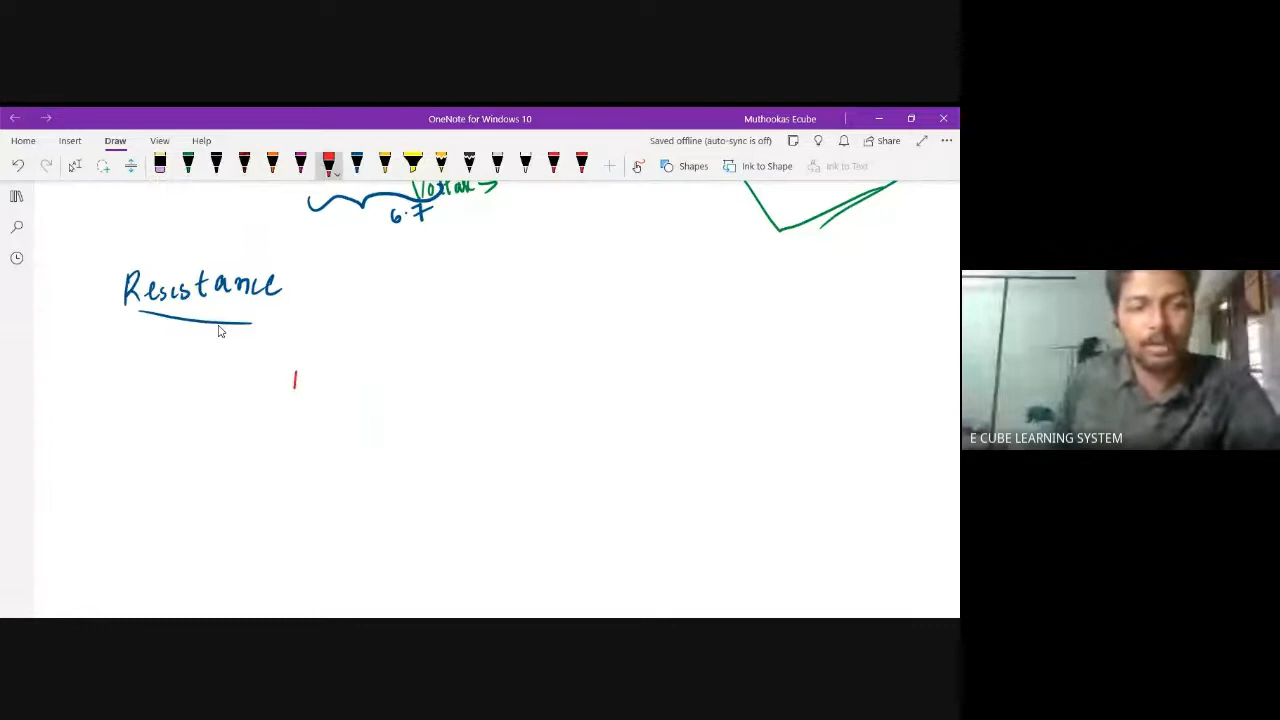 OneNote for Windows 10
Muthookas Ecube
Home Insert Draw View Help
Saved offline (auto-sync is off)
Share
Shapes
Ink to Shape
Ink to Text
6.7
Resistance
E CUBE LEARNING SYSTEM